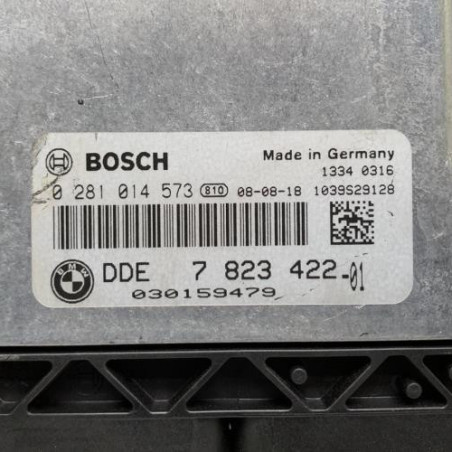 BOSCH Made in Germany
1334 0316
0 281 014 573 810 08-08-18 1039S29128
BMW DDE 7 823 422-01
030159479